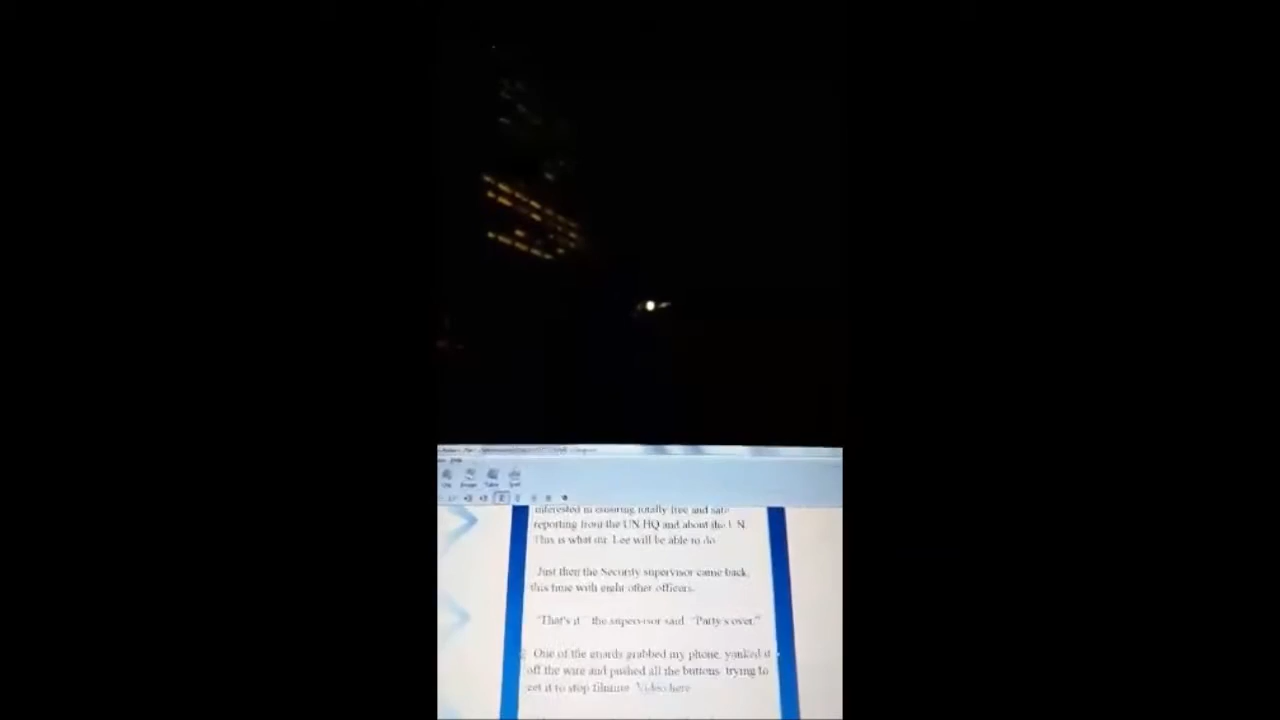 Table
interested in ensuring totally free and safe
reporting from the UN HQ and about the UN
This is what mr. Lee will be able to do
Just then the Security supervisor came back,
this time with eight other officers.
"That's it the supervisor said. "Party's over."
One of the guards grabbed my phone, yanked it
off the wire and pushed all the buttons trying to
get it to stop filming. Video here